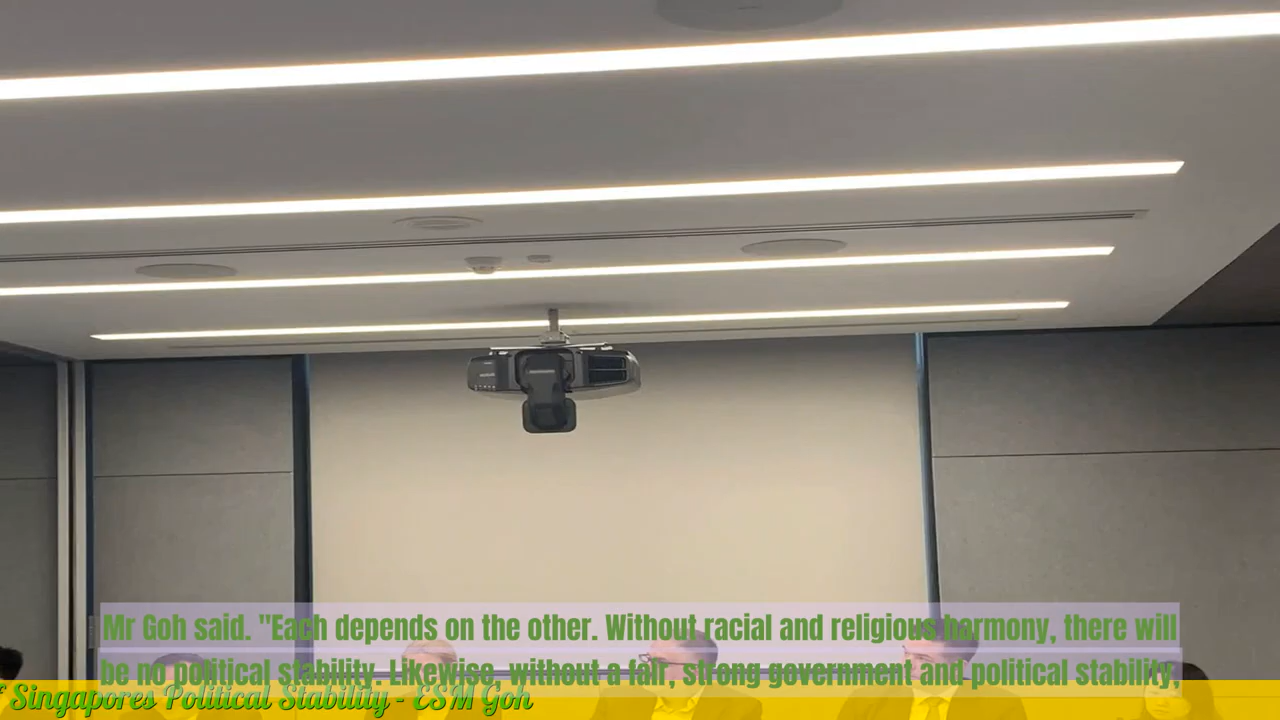 Mr Goh said. "Each depends on the other. Without racial and religious harmony, there will
be no political stability. Likewise, without a fair, strong government and political stability,
Singapores Political Stability - ESM Goh